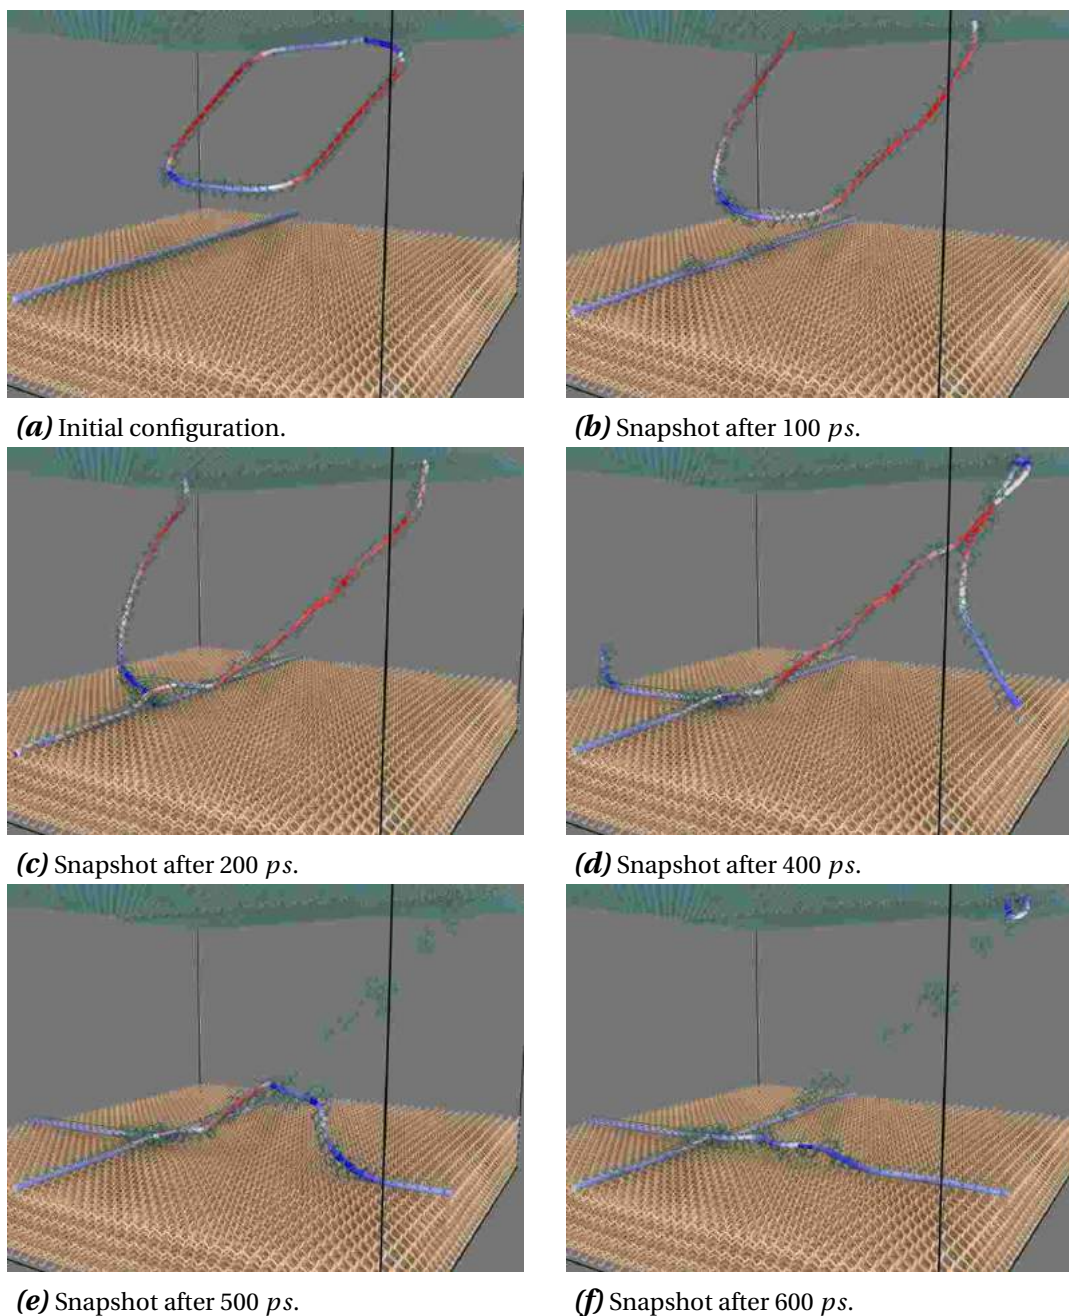 (a) Initial configuration.
(b) Snapshot after 100 ps.
(c) Snapshot after 200 ps.
(d) Snapshot after 400 ps.
(e) Snapshot after 500 ps.
(f) Snapshot after 600 ps.